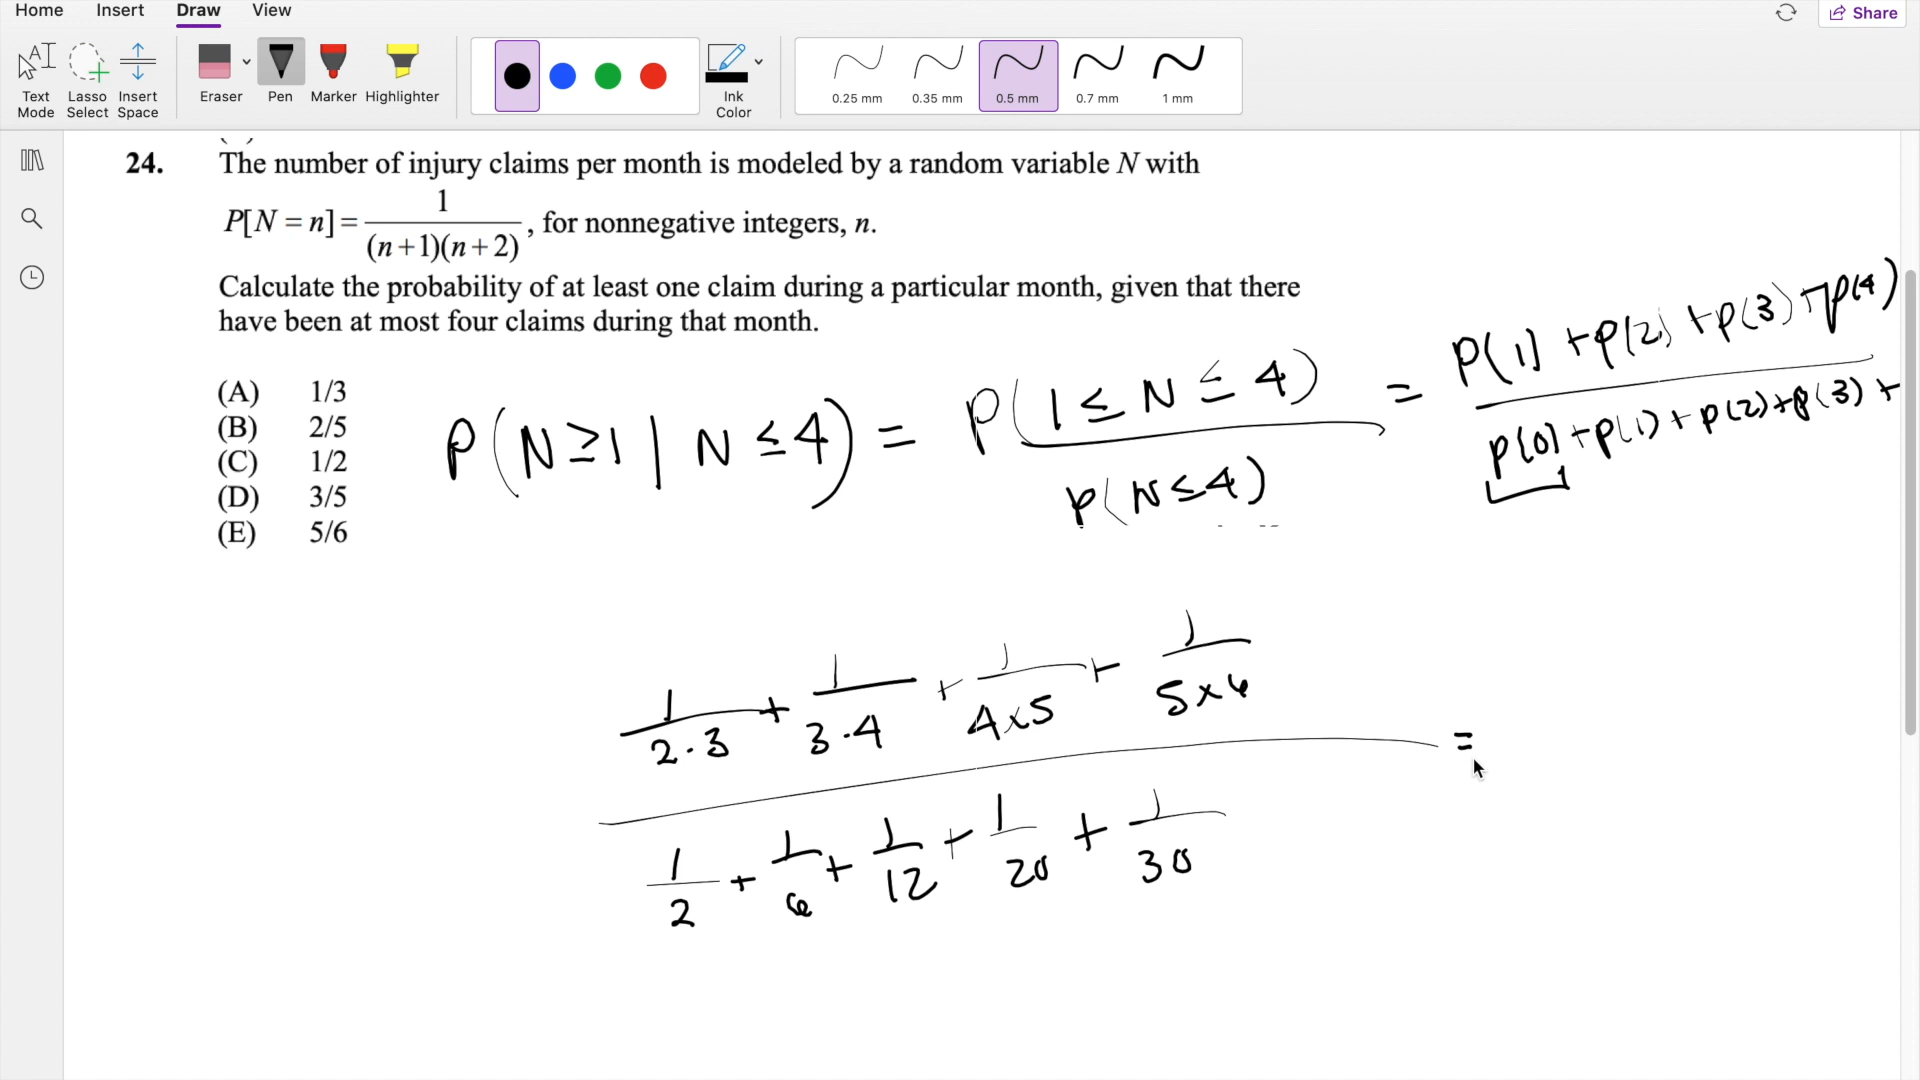 Home Insert Draw View Share
Text Mode Lasso Select Insert Space Eraser Pen Marker Highlighter Ink Color 0.25 mm 0.35 mm 0.5 mm 0.7 mm 1 mm
24. The number of injury claims per month is modeled by a random variable N with
P[N = n] = 1/((n+1)(n+2)), for nonnegative integers, n.
Calculate the probability of at least one claim during a particular month, given that there
have been at most four claims during that month.
(A) 1/3
(B) 2/5
(C) 1/2
(D) 3/5
(E) 5/6
P(N ≥ 1 | N ≤ 4) = P(1 ≤ N ≤ 4) / P(N ≤ 4) = P(1) + P(2) + P(3) + P(4) / P(0) + P(1) + P(2) + P(3) +
1/2·3 + 1/3·4 + 1/4×5 + 1/5×6
=
1/2 + 1/6 + 1/12 + 1/20 + 1/30